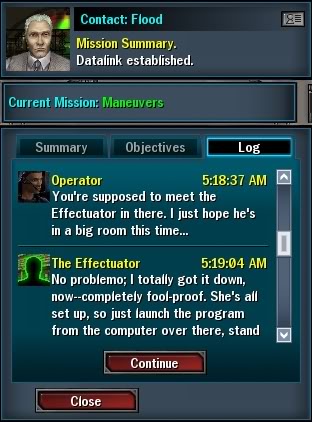 Contact: Flood
Mission Summary.
Datalink established.
Current Mission: Maneuvers
Summary
Objectives
Log
Operator 5:18:37 AM
You're supposed to meet the
Effectuator in there. I just hope he's
in a big room this time...
The Effectuator 5:19:04 AM
No problemo; I totally got it down,
now--completely fool-proof. She's all
set up, so just launch the program
from the computer over there, stand
Continue
Close